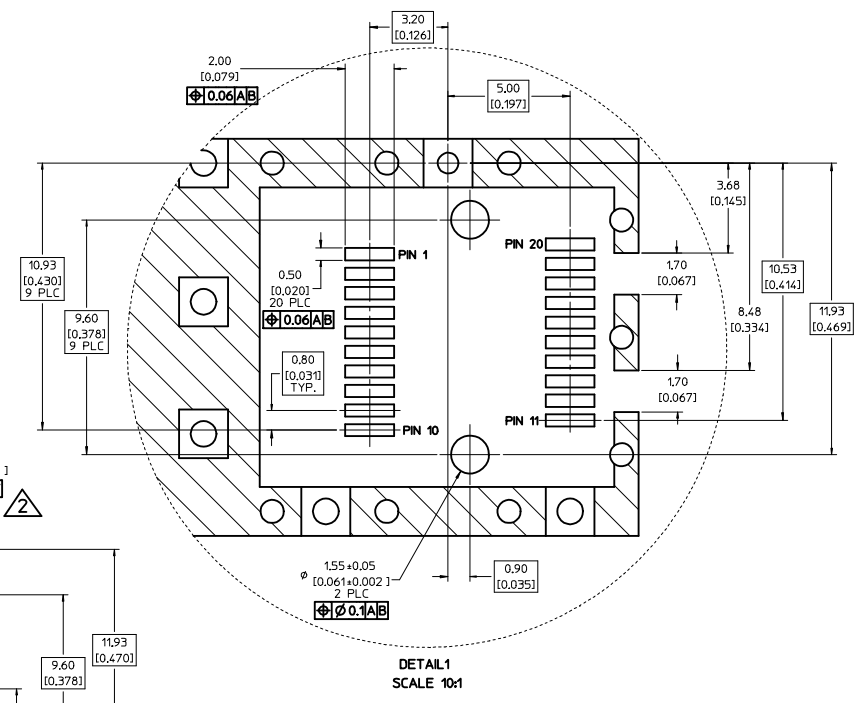 3.20
[0.126]
2.00
[0.079]
⌖ 0.06 A B
5.00
[0.197]
3.68
[0.145]
PIN 1
PIN 20
10.93
[0.430]
9 PLC
0.50
[0.020]
20 PLC
⌖ 0.06 A B
1.70
[0.067]
10.53
[0.414]
8.48
[0.334]
11.93
[0.469]
9.60
[0.378]
9 PLC
0.80
[0.031]
TYP.
1.70
[0.067]
PIN 10
PIN 11
]
2
⌀ 1.55±0.05
[0.061±0.002 ]
2 PLC
⌖ ⌀ 0.1 A B
0.90
[0.035]
11.93
[0.470]
9.60
[0.378]
DETAIL1
SCALE 10:1